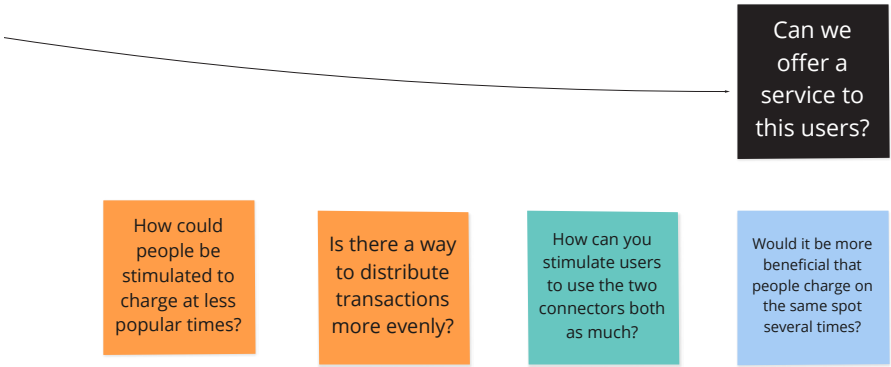 Can we
offer a
service to
this users?
How could
people be
stimulated to
charge at less
popular times?
Is there a way
to distribute
transactions
more evenly?
How can you
stimulate users
to use the two
connectors both
as much?
Would it be more
beneficial that
people charge on
the same spot
several times?